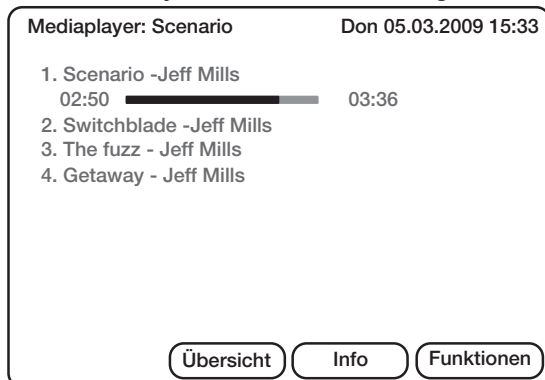 Mediaplayer: Scenario Don 05.03.2009 15:33
1. Scenario -Jeff Mills
02:50 03:36
2. Switchblade -Jeff Mills
3. The fuzz - Jeff Mills
4. Getaway - Jeff Mills
Übersicht Info Funktionen